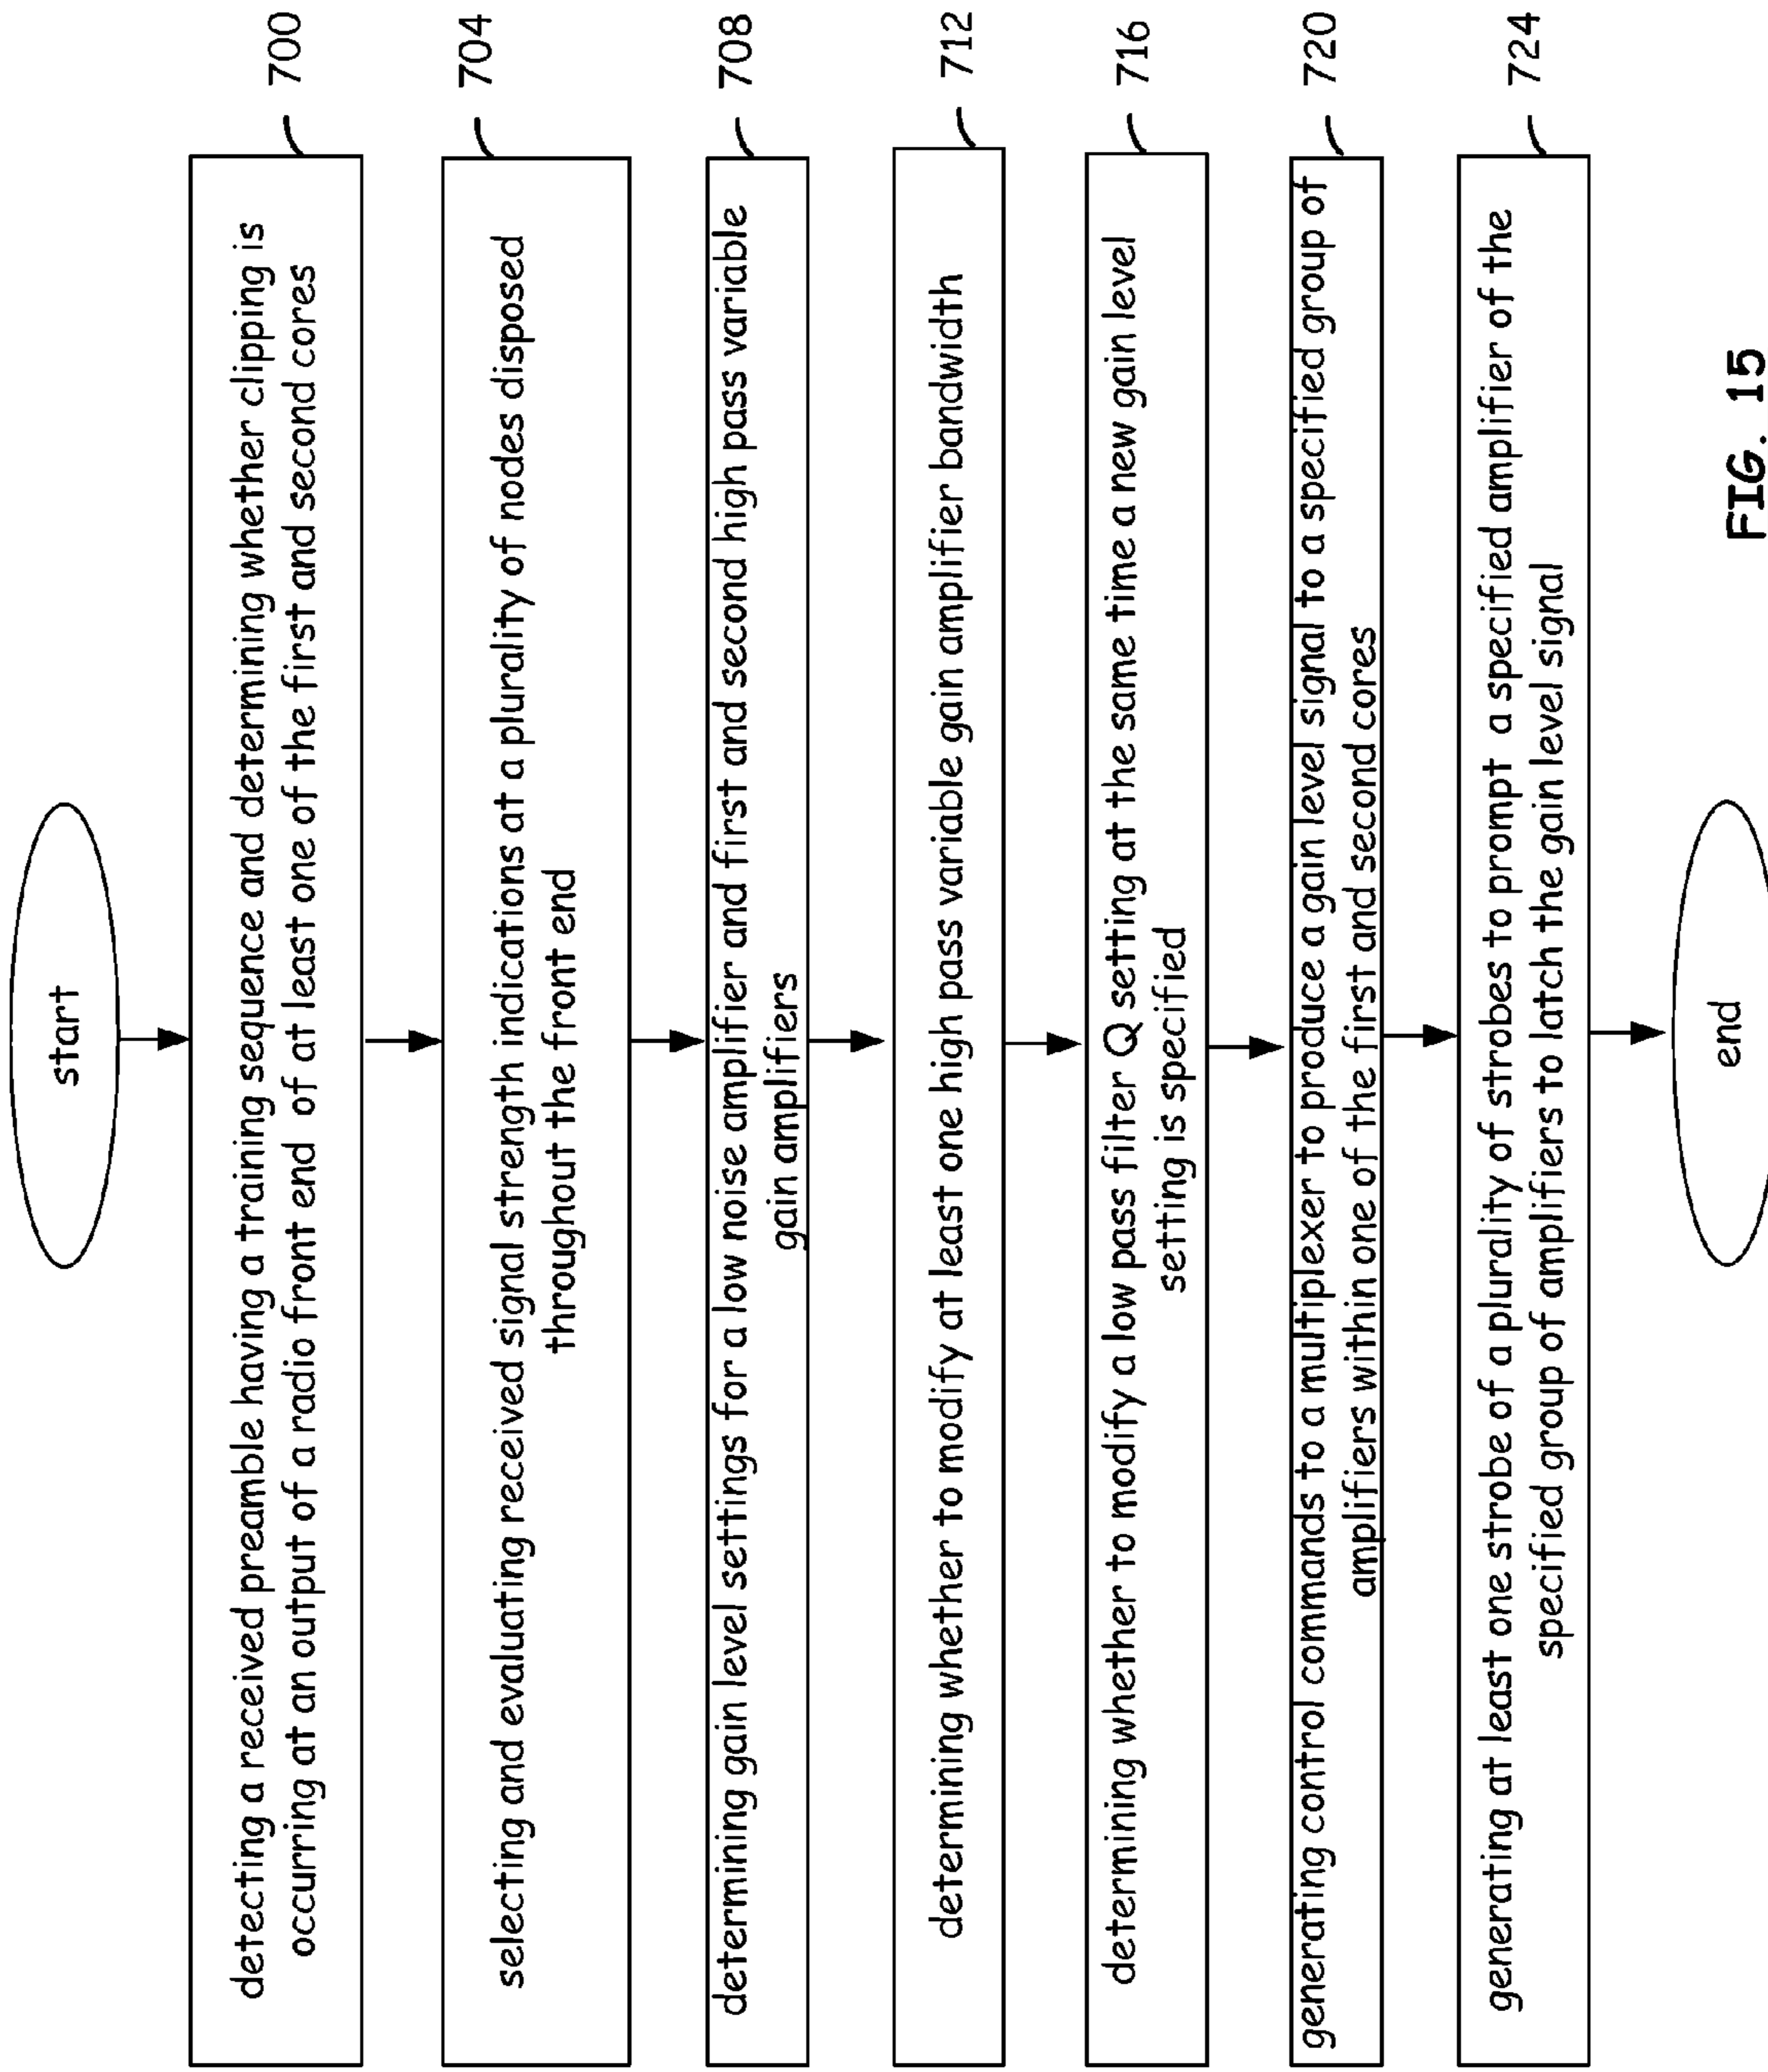 start
detecting a received preamble having a training sequence and determining whether clipping is
occurring at an output of a radio front end of at least one of the first and second cores
700
selecting and evaluating received signal strength indications at a plurality of nodes disposed
throughout the front end
704
determining gain level settings for a low noise amplifier and first and second high pass variable
gain amplifiers
708
determining whether to modify at least one high pass variable gain amplifier bandwidth
712
determining whether to modify a low pass filter Q setting at the same time a new gain level
setting is specified
716
generating control commands to a multiplexer to produce a gain level signal to a specified group of
amplifiers within one of the first and second cores
720
generating at least one strobe of a plurality of strobes to prompt a specified amplifier of the
specified group of amplifiers to latch the gain level signal
724
end
FIG. 15